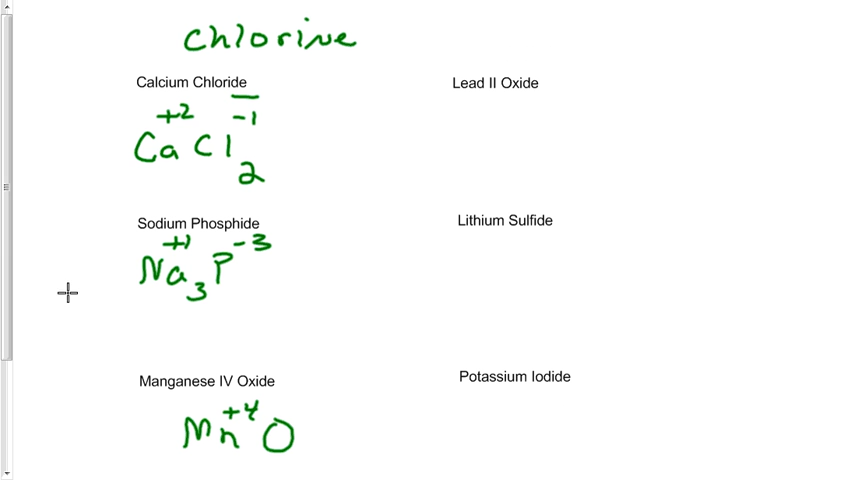 Chlorine
Calcium Chloride
+2 -1
CaCl2
Sodium Phosphide
+1 -3
Na3P
Manganese IV Oxide
+4
MnO
Lead II Oxide
Lithium Sulfide
Potassium Iodide